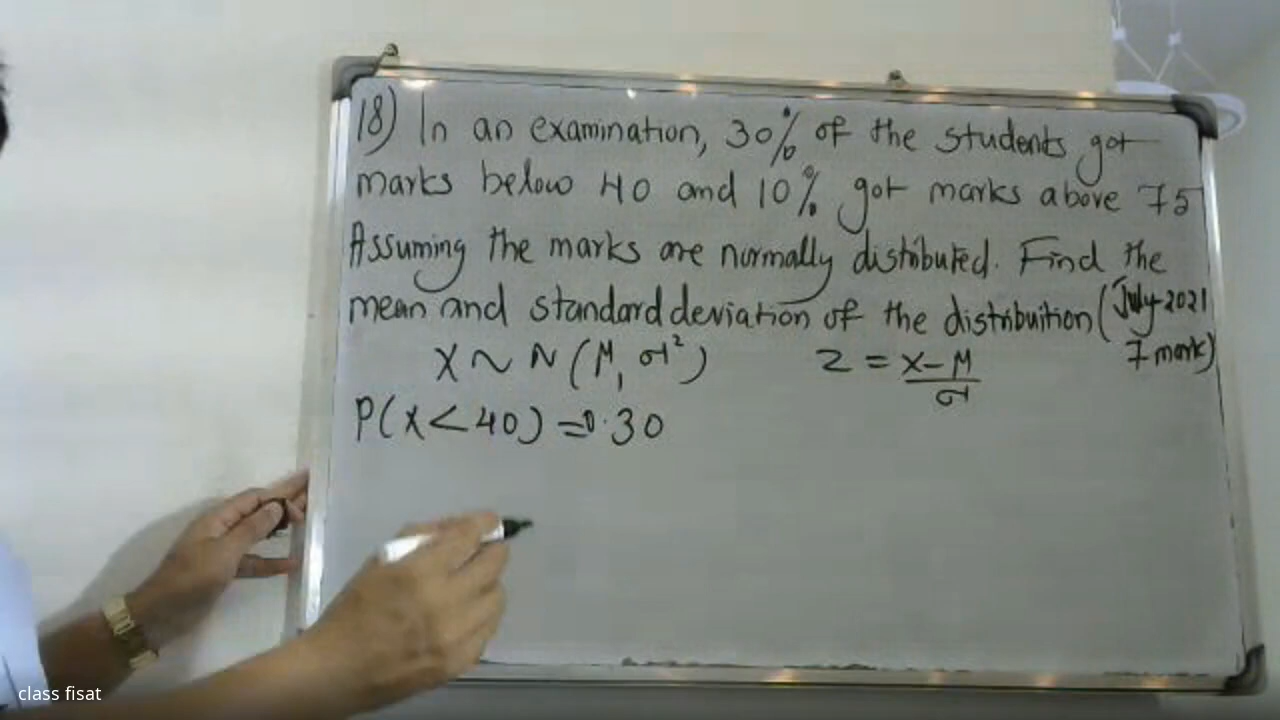 18) In an examination, 30% of the students got
marks below 40 and 10% got marks above 75
Assuming the marks are normally distributed. Find the
mean and standard deviation of the distribuition (July-2021
7 mark)
X ~ N (μ, σ²) Z = X-μ/σ
P(X < 40) = 0.30
class fisat